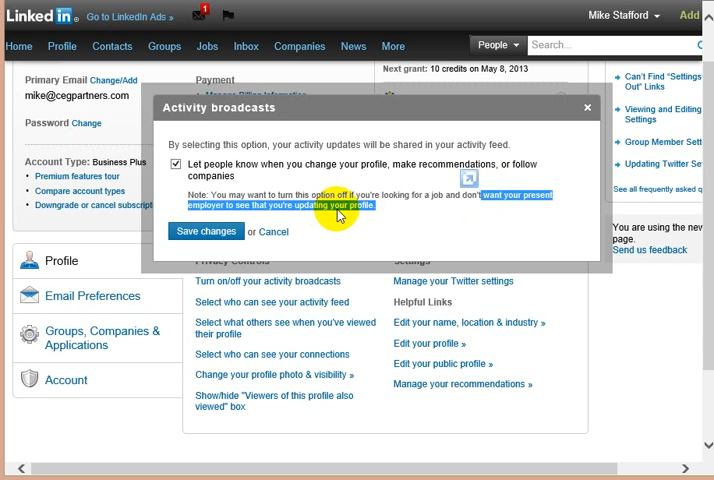 Linked in
Go to LinkedIn Ads »
1
Mike Stafford
Add
Home Profile Contacts Groups Jobs Inbox Companies News More
People
Search...
Primary Email Change/Add
mike@cegpartners.com
Password Change
Account Type: Business Plus
Premium features tour
Compare account types
Downgrade or cancel subscrip
Payment
Next grant: 10 credits on May 8, 2013
Can't Find "Settings
Out" Links
Viewing and Editing
Settings
Group Member Set
Updating Twitter Se
See all frequently asked q
You are using the new
page.
Send us feedback
Activity broadcasts
×
By selecting this option, your activity updates will be shared in your activity feed.
Let people know when you change your profile, make recommendations, or follow
companies
Note: You may want to turn this option off if you're looking for a job and don't want your present
employer to see that you're updating your profile.
Save changes or Cancel
Profile
Email Preferences
Groups, Companies &
Applications
Account
Privacy Controls
Turn on/off your activity broadcasts
Select who can see your activity feed
Select what others see when you've viewed
their profile
Select who can see your connections
Change your profile photo & visibility »
Show/hide "Viewers of this profile also
viewed" box
Settings
Manage your Twitter settings
Helpful Links
Edit your name, location & industry »
Edit your profile »
Edit your public profile »
Manage your recommendations »